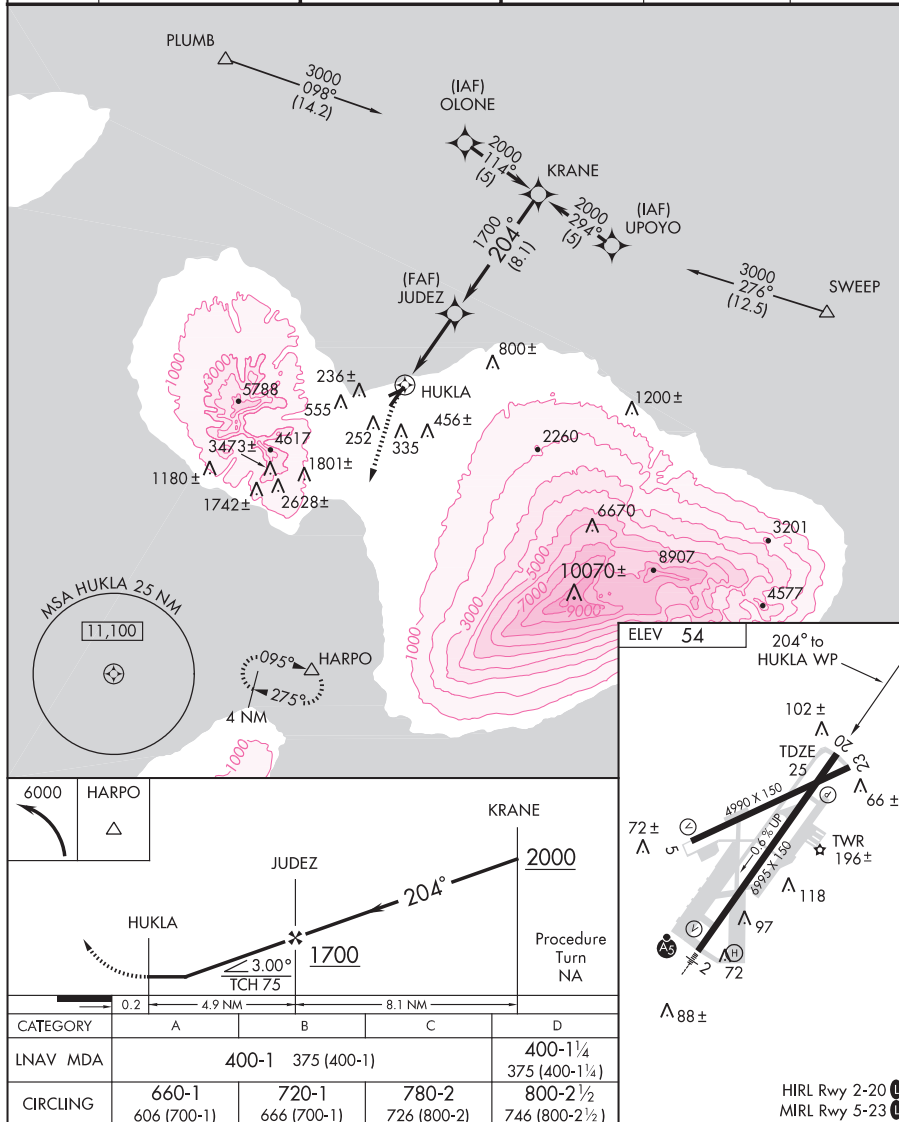 PLUMB
3000
098°
(14.2)
(IAF)
OLONE
2000
114°
(5)
KRANE
2000
294°
(5)
(IAF)
UPOYO
1700
204°
(8.1)
3000
276°
(12.5)
SWEEP
(FAF)
JUDEZ
800±
HUKLA
236±
555
252
335
456±
1200±
1000
3000
5788
3473±
4617
1180±
1801±
1742±
2628±
2260
6670
3201
8907
10070±
4577
5000
7000
9000
3000
1000
1000
MSA HUKLA 25 NM
11,100
095°
HARPO
275°
4 NM
1000
ELEV 54
204° to
HUKLA WP
102±
20
23
TDZE
25
P
66±
4990 X 150
72±
V
5
0.6% UP
6995 X 150
TWR
196±
118
97
V
A5
2
H
72
88±
HIRL Rwy 2-20 L
MIRL Rwy 5-23 L
6000
HARPO
KRANE
2000
JUDEZ
204°
HUKLA
1700
3.00°
TCH 75
Procedure
Turn
NA
0.2
4.9 NM
8.1 NM
CATEGORY A B C D
LNAV MDA 400-1 375 (400-1) 400-1¼
375 (400-1¼)
CIRCLING 660-1 720-1 780-2 800-2½
606 (700-1) 666 (700-1) 726 (800-2) 746 (800-2½)